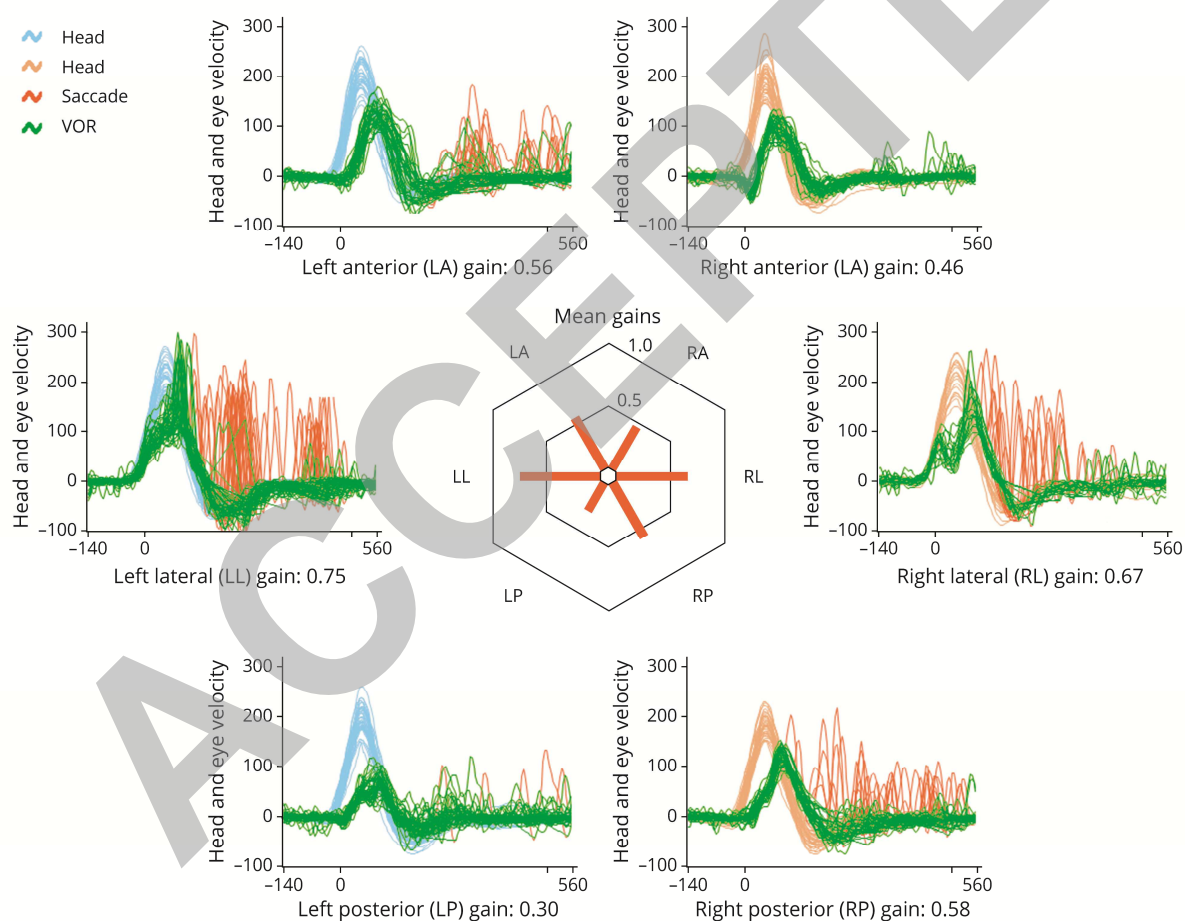 Head
Head
Saccade
VOR
Head and eye velocity
300
200
100
0
−100
−140 0 560
Left anterior (LA) gain: 0.56
Head and eye velocity
300
200
100
0
−100
−140 0 560
Right anterior (LA) gain: 0.46
Head and eye velocity
300
200
100
0
−100
−140 0 560
Left lateral (LL) gain: 0.75
Mean gains
LA
1.0
RA
0.5
LL
RL
LP
RP
Head and eye velocity
300
200
100
0
−100
−140 0 560
Right lateral (RL) gain: 0.67
Head and eye velocity
300
200
100
0
−100
−140 0 560
Left posterior (LP) gain: 0.30
Head and eye velocity
300
200
100
0
−100
−140 0 560
Right posterior (RP) gain: 0.58
ACCEPTE